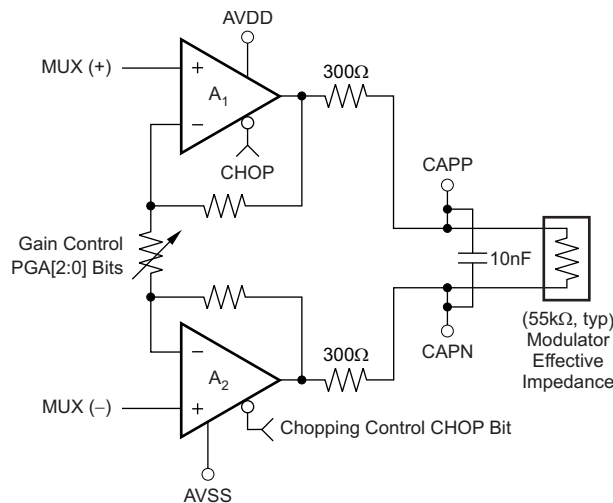 AVDD
MUX (+)
+
A1
−
CHOP
300Ω
CAPP
Gain Control
PGA[2:0] Bits
10nF
(55kΩ, typ)
Modulator
Effective
Impedance
300Ω
CAPN
−
A2
+
MUX (−)
Chopping Control CHOP Bit
AVSS